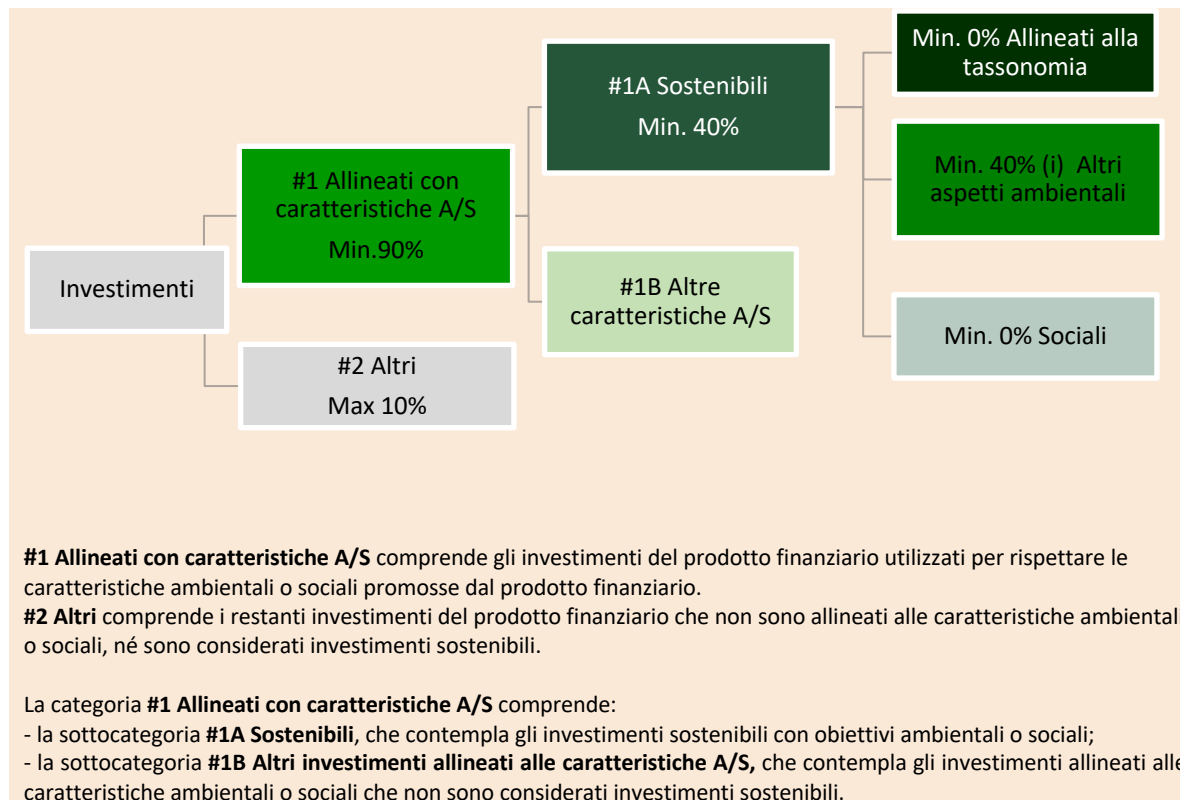 Investimenti
#1 Allineati con
caratteristiche A/S
Min.90%
#2 Altri
Max 10%
#1A Sostenibili
Min. 40%
#1B Altre
caratteristiche A/S
Min. 0% Allineati alla
tassonomia
Min. 40% (i) Altri
aspetti ambientali
Min. 0% Sociali
#1 Allineati con caratteristiche A/S comprende gli investimenti del prodotto finanziario utilizzati per rispettare le
caratteristiche ambientali o sociali promosse dal prodotto finanziario.
#2 Altri comprende i restanti investimenti del prodotto finanziario che non sono allineati alle caratteristiche ambientali
o sociali, né sono considerati investimenti sostenibili.
La categoria #1 Allineati con caratteristiche A/S comprende:
- la sottocategoria #1A Sostenibili, che contempla gli investimenti sostenibili con obiettivi ambientali o sociali;
- la sottocategoria #1B Altri investimenti allineati alle caratteristiche A/S, che contempla gli investimenti allineati alle
caratteristiche ambientali o sociali che non sono considerati investimenti sostenibili.